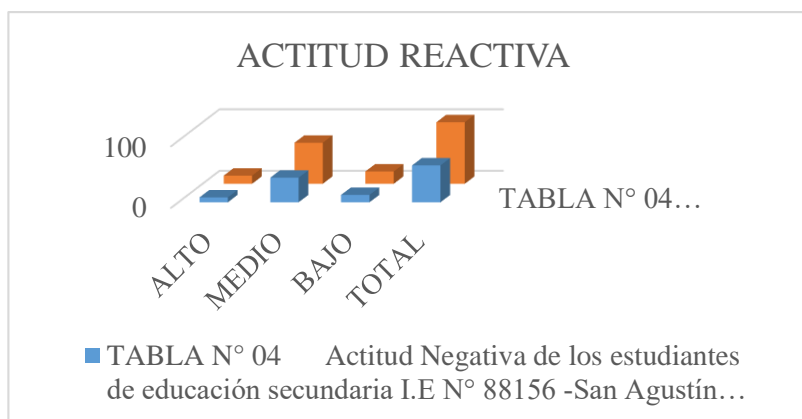 ACTITUD REACTIVA
100
0
TABLA N° 04…
ALTO
MEDIO
BAJO
TOTAL
TABLA N° 04 Actitud Negativa de los estudiantes
de educación secundaria I.E N° 88156 -San Agustín…